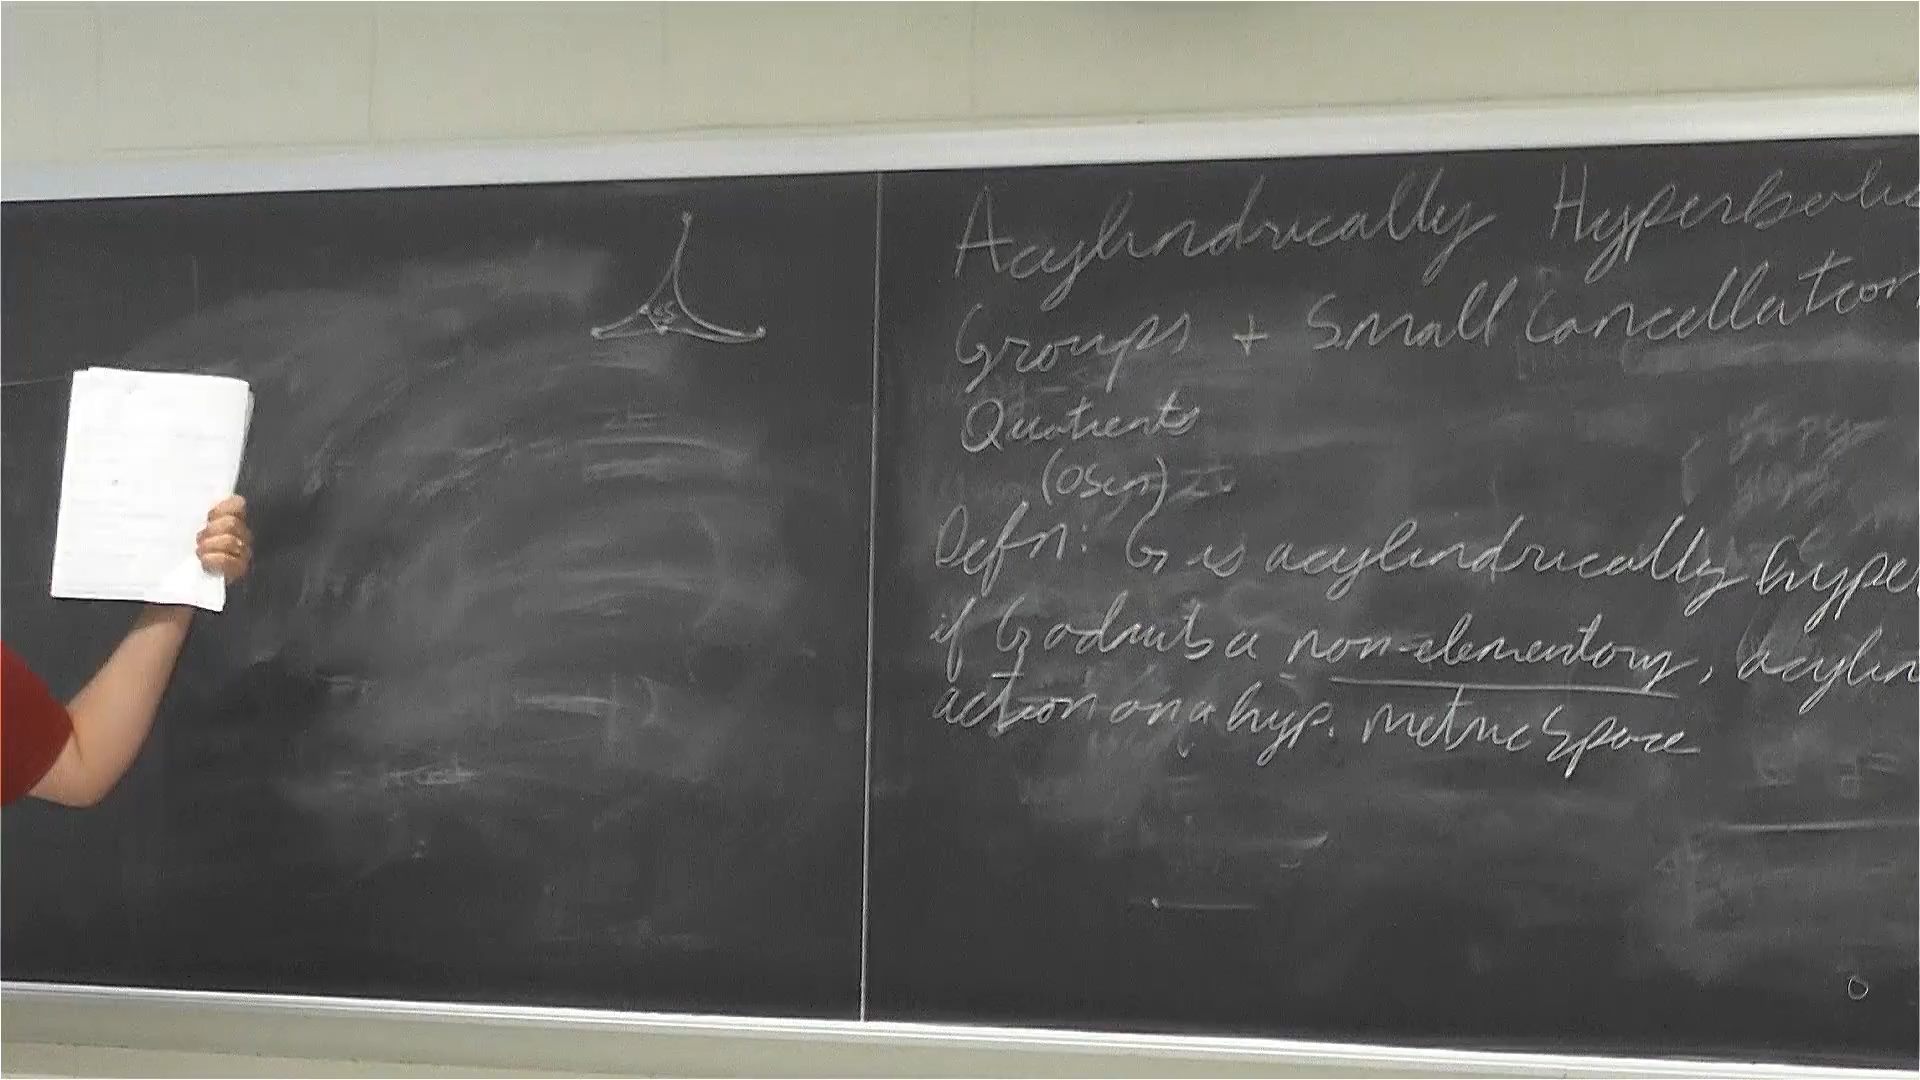 Acylindrically Hyperbolic
Groups + Small Cancellation
Quotients
(Osin)
Defn: G is acylindrically hype
if G admits a non-elementary, acylin
action on a hyp. metric space